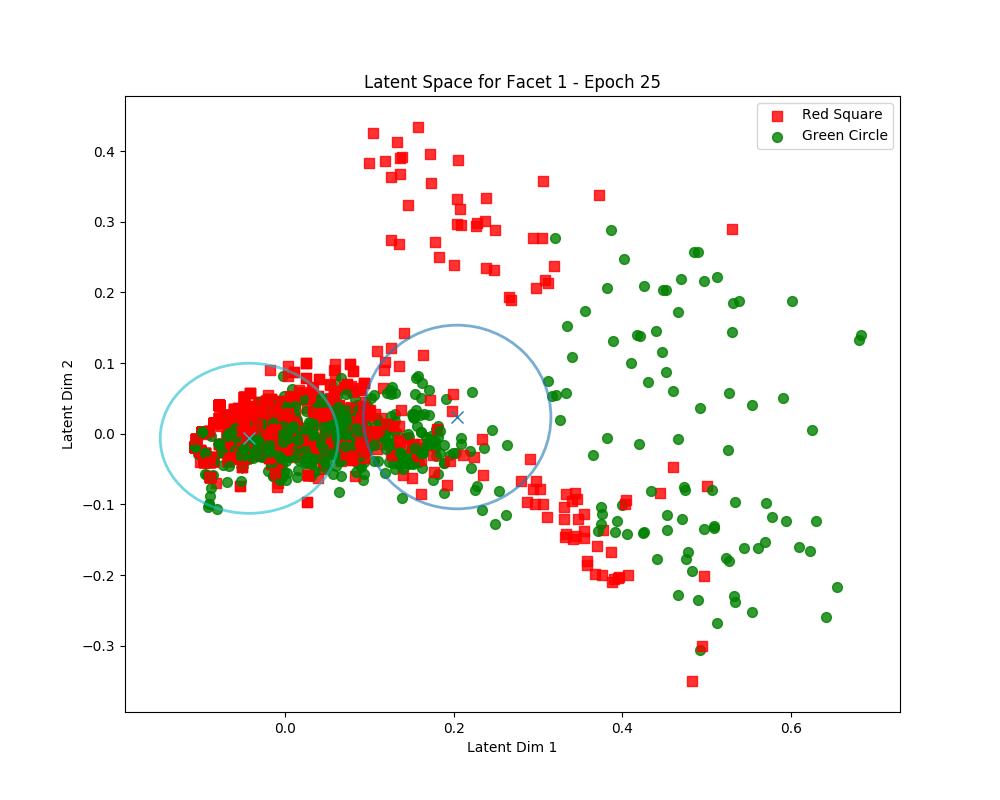 Latent Space for Facet 1 - Epoch 25
Red Square
Green Circle
0.4
0.3
0.2
0.1
0.0
−0.1
−0.2
−0.3
Latent Dim 2
0.0
0.2
0.4
0.6
Latent Dim 1